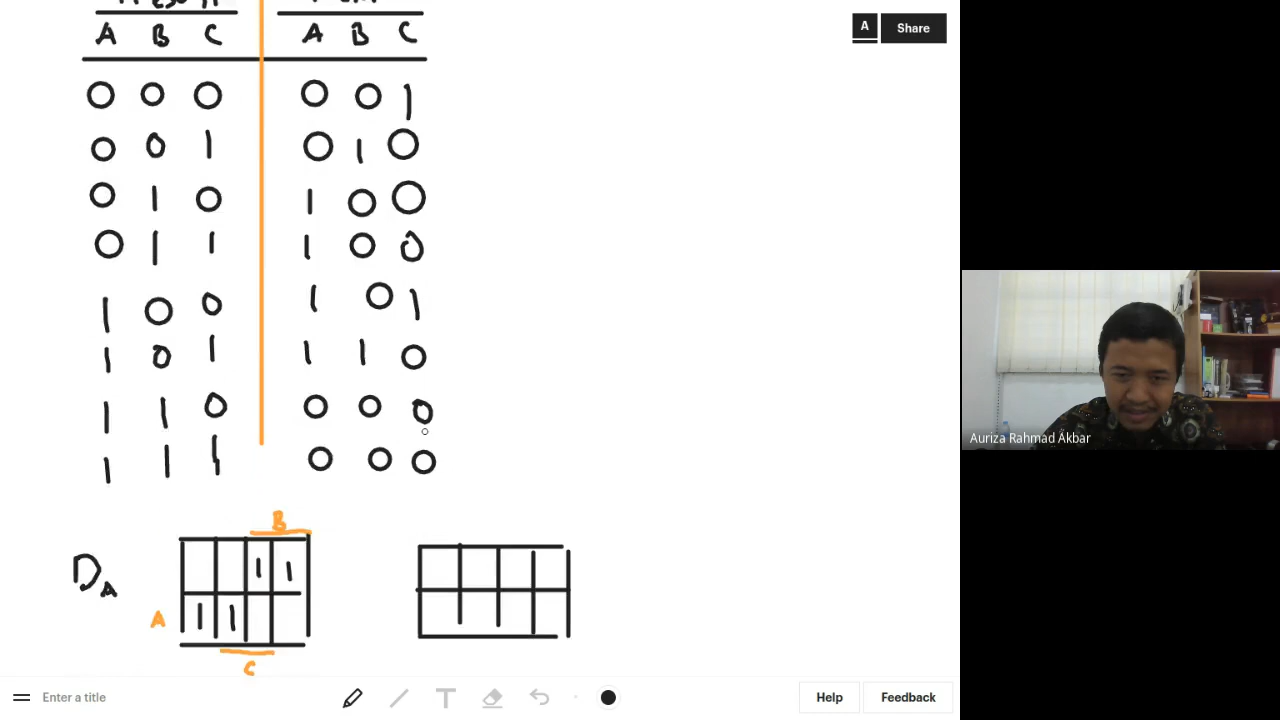 A B C A B C
0 0 0 0 0 1
0 0 1 0 1 0
0 1 0 1 0 0
0 1 1 1 0 0
1 0 0 1 0 1
1 0 1 1 1 0
1 1 0 0 0 0
1 1 1 0 0 0
B
D_A
1 1
A
1 1
C
A Share
Auriza Rahmad Akbar
Enter a title
T
Help Feedback